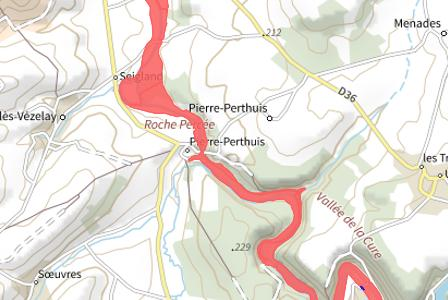 Menades
212
Seigland
D36
Pierre-Perthuis
lès-Vézelay
Roche Percée
Pierre-Perthuis
les Tr
Vallée de la Cure
229
Sœuvres